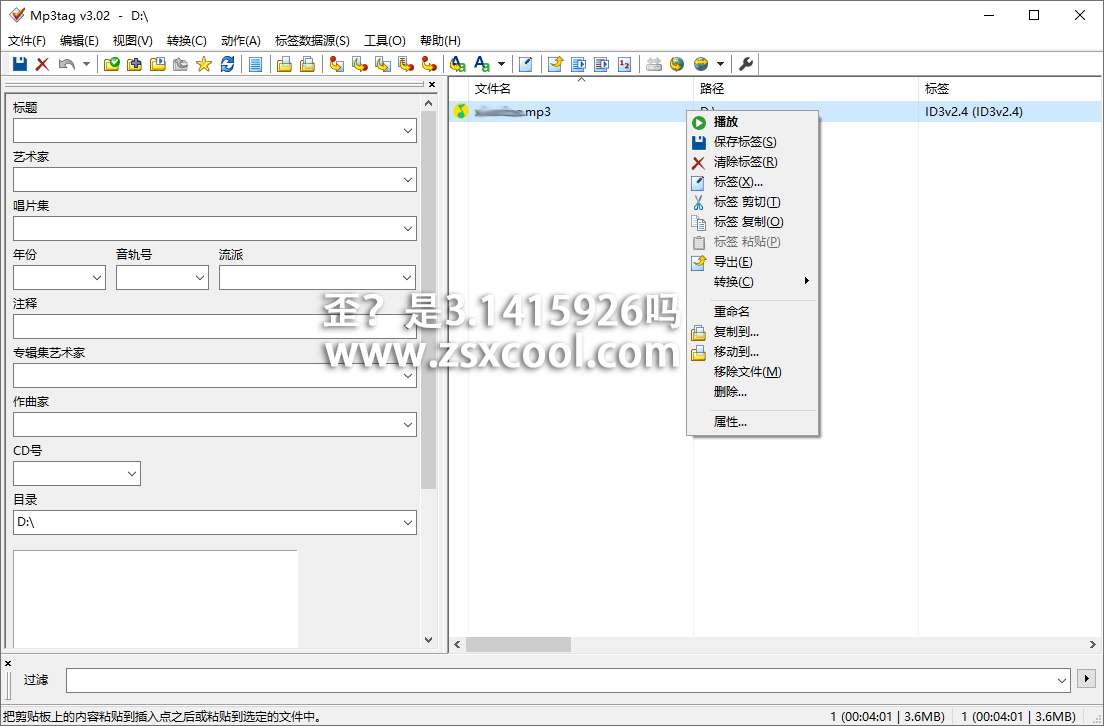 Mp3tag v3.02 - D:\
文件(F) 编辑(E) 视图(V) 转换(C) 动作(A) 标签数据源(S) 工具(O) 帮助(H)
标题
艺术家
唱片集
年份 音轨号 流派
注释
专辑集艺术家
作曲家
CD号
目录
D:\
文件名 路径 标签
.mp3 ID3v2.4 (ID3v2.4)
播放
保存标签(S)
清除标签(R)
标签(X)...
标签 剪切(T)
标签 复制(O)
标签 粘贴(P)
导出(E)
转换(C)
重命名
复制到...
移动到...
移除文件(M)
删除...
属性...
歪？是3.1415926吗
www.zsxcool.com
过滤
把剪贴板上的内容粘贴到插入点之后或粘贴到选定的文件中。 1 (00:04:01 | 3.6MB) 1 (00:04:01 | 3.6MB)